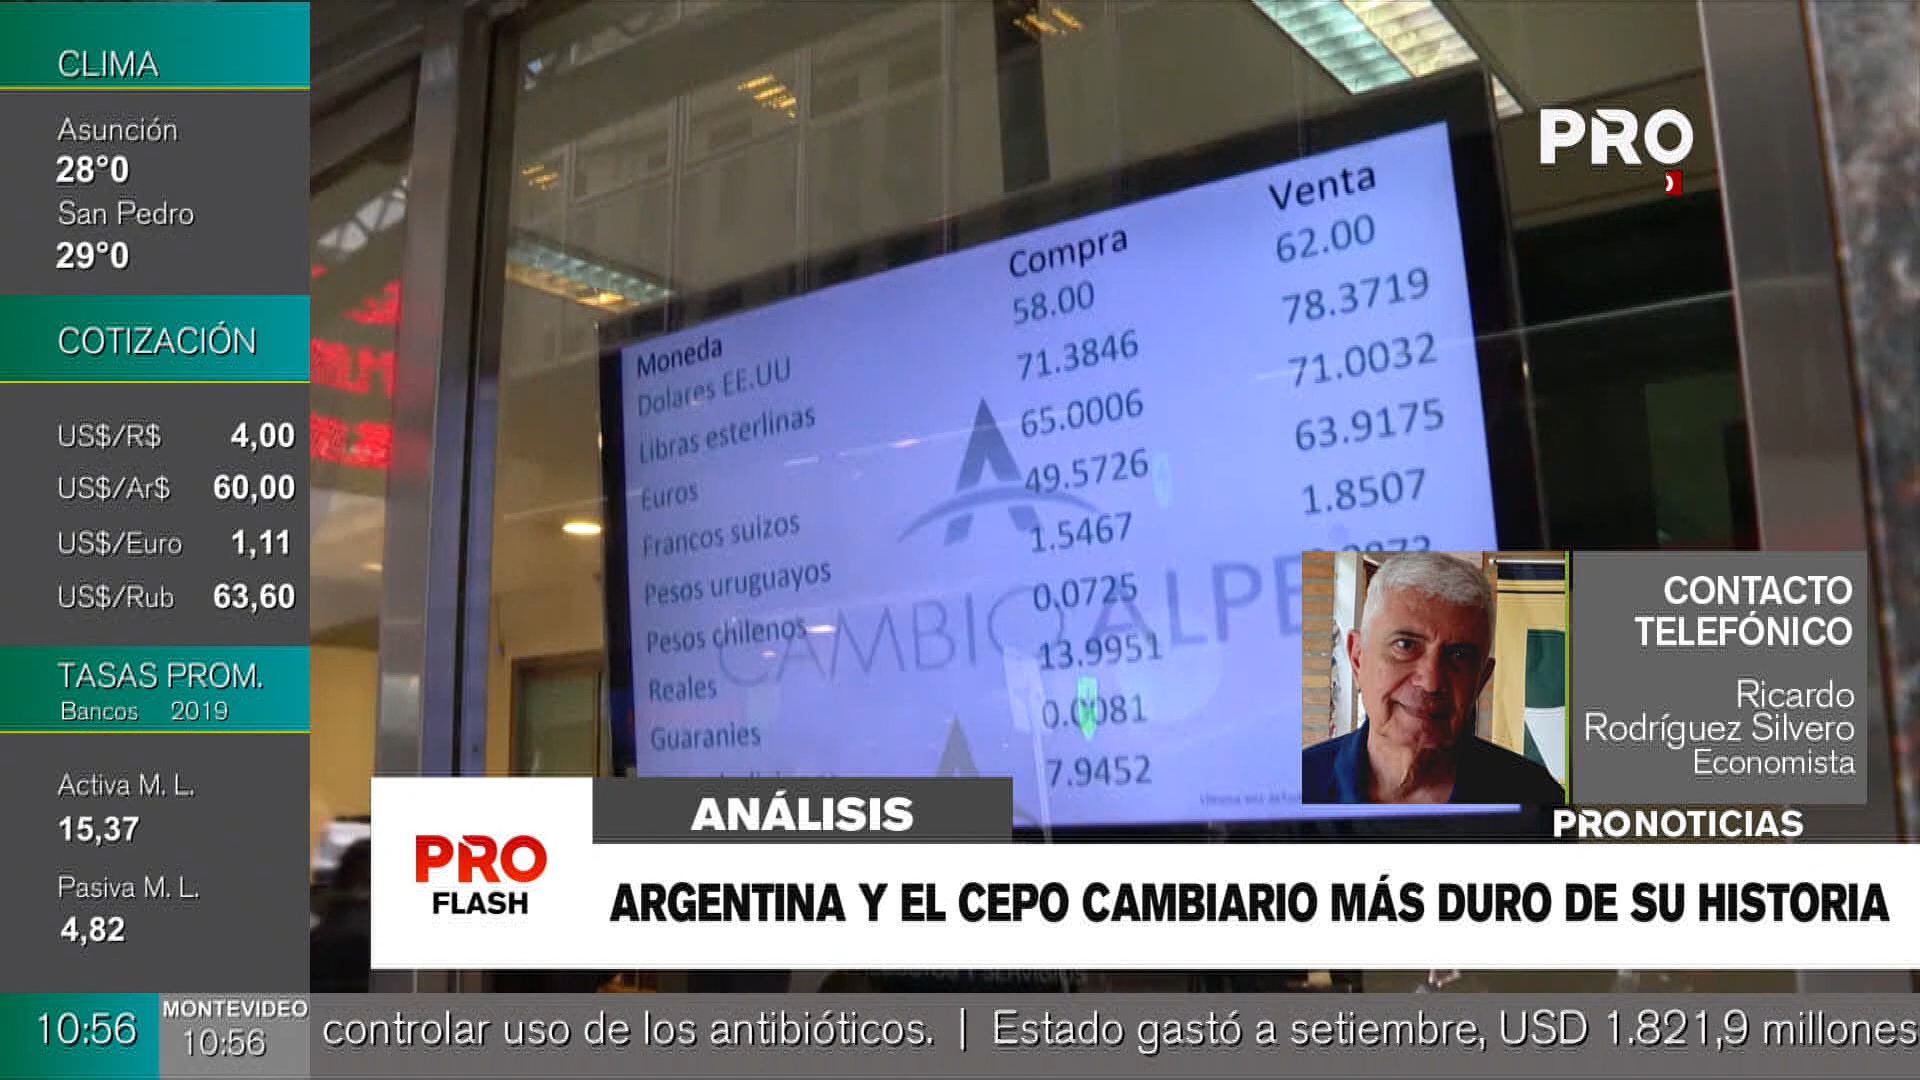 CLIMA
Asunción
28°0
San Pedro
29°0
COTIZACIÓN
US$/R$ 4,00
US$/Ar$ 60,00
US$/Euro 1,11
US$/Rub 63,60
TASAS PROM.
Bancos 2019
Activa M. L.
15,37
Pasiva M. L.
4,82
10:56
MONTEVIDEO
10:56
PRO
Moneda Compra Venta
Dolares EE.UU 58.00 62.00
Libras esterlinas 71.3846 78.3719
Euros 65.0006 71.0032
Francos suizos 49.5726 63.9175
Pesos uruguayos 1.5467 1.8507
Pesos chilenos 0.0725
Reales 13.9951
Guaranies 0.0081
7.9452
CAMBIO ALPE
CONTACTO
TELEFÓNICO
Ricardo
Rodríguez Silvero
Economista
PRONOTICIAS
ANÁLISIS
PRO
FLASH
ARGENTINA Y EL CEPO CAMBIARIO MÁS DURO DE SU HISTORIA
controlar uso de los antibióticos. | Estado gastó a setiembre, USD 1.821,9 millones